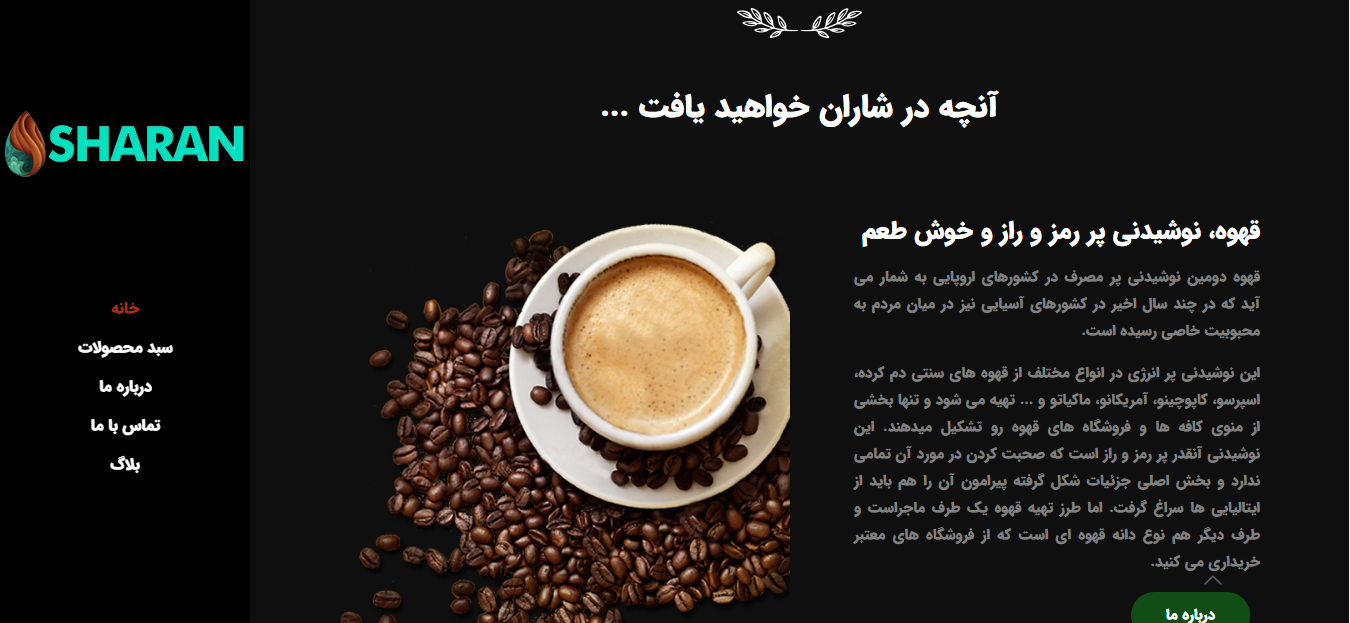 SHARAN
خانه
سبد محصولات
درباره ما
تماس با ما
بلاگ
آنچه در شاران خواهید یافت ...
قهوه، نوشیدنی پر رمز و راز و خوش طعم
قهوه دومین نوشیدنی پر مصرف در کشورهای اروپایی به شمار می
آید که در چند سال اخیر در کشورهای آسیایی نیز در میان مردم به
محبوبیت خاصی رسیده است.
این نوشیدنی پر انرژی در انواع مختلف از قهوه های سنتی دم کرده،
اسپرسو، کاپوچینو، آمریکانو، ماکیاتو و ... تهیه می شود و تنها بخشی
از منوی کافه ها و فروشگاه های قهوه رو تشکیل میدهند. این
نوشیدنی آنقدر پر رمز و راز است که صحبت کردن در مورد آن تمامی
ندارد و بخش اصلی جزئیات شکل گرفته پیرامون آن را هم باید از
ایتالیایی ها سراغ گرفت. اما طرز تهیه قهوه یک طرف ماجراست و
طرف دیگر هم نوع دانه قهوه ای است که از فروشگاه های معتبر
خریداری می کنید.
درباره ما